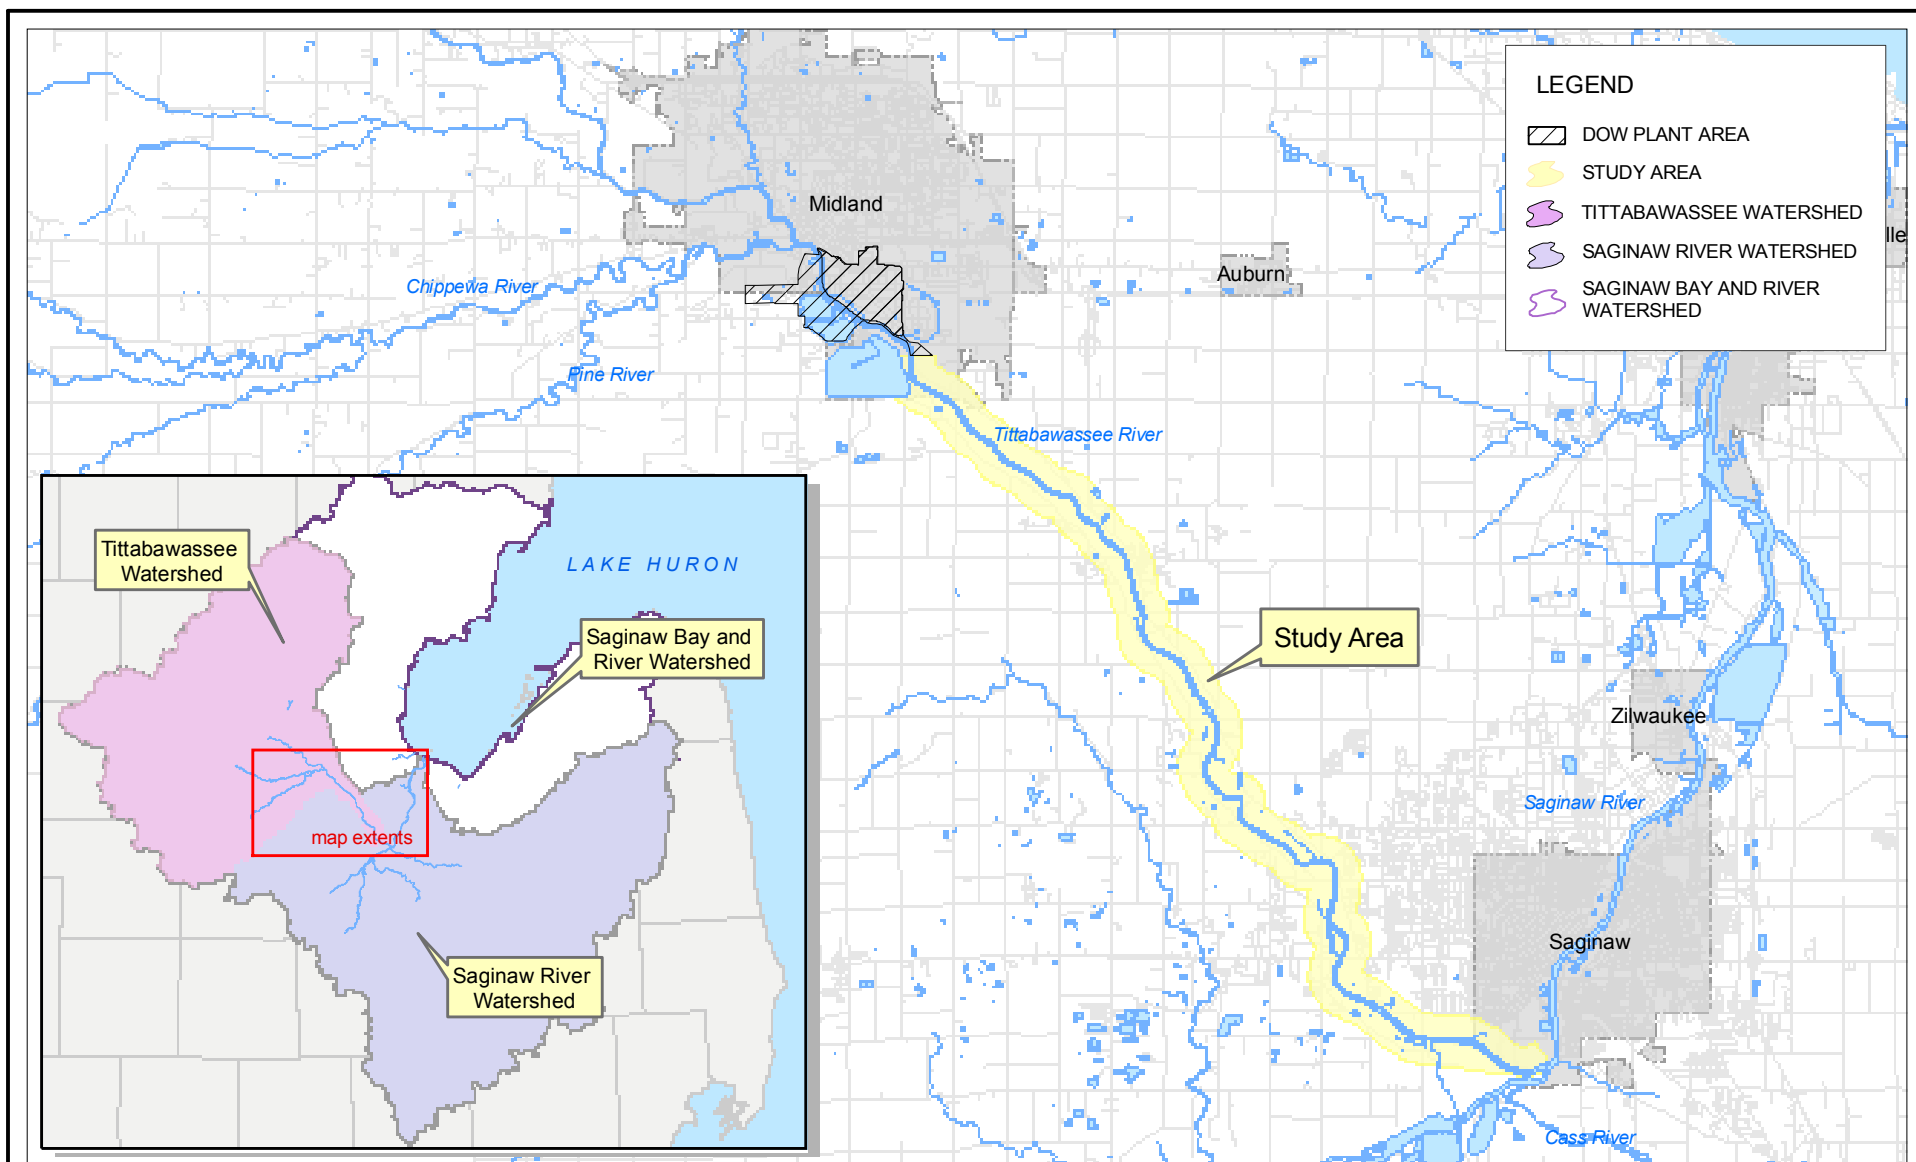 LEGEND
DOW PLANT AREA
STUDY AREA
TITTABAWASSEE WATERSHED
SAGINAW RIVER WATERSHED
SAGINAW BAY AND RIVER
WATERSHED
Midland
lle
Auburn
Chippewa River
Pine River
Tittabawassee River
Study Area
Zilwaukee
Saginaw River
Saginaw
Cass River
Tittabawassee
Watershed
LAKE HURON
Saginaw Bay and
River Watershed
map extents
Saginaw River
Watershed